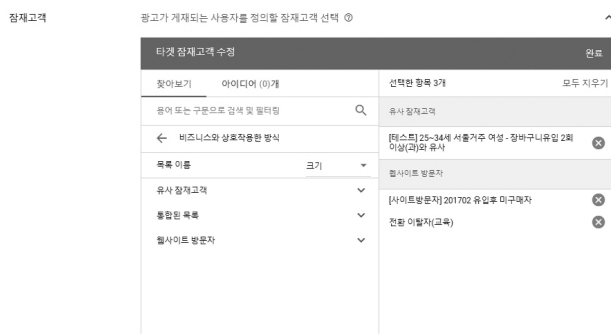 잠재고객
광고가 게재되는 사용자를 정의할 잠재고객 선택
타겟 잠재고객 수정
완료
찾아보기
아이디어 (0)개
용어 또는 구문으로 검색 및 필터링
비즈니스와 상호작용한 방식
목록 이름
크기
유사 잠재고객
통합된 목록
웹사이트 방문자
선택한 항목 3개
모두 지우기
유사 잠재고객
[테스트] 25~34세 서울거주 여성 - 장바구니유입 2회
이상(과)와 유사
웹사이트 방문자
[사이트방문자] 201702 유입후 미구매자
전환 이탈자(교육)